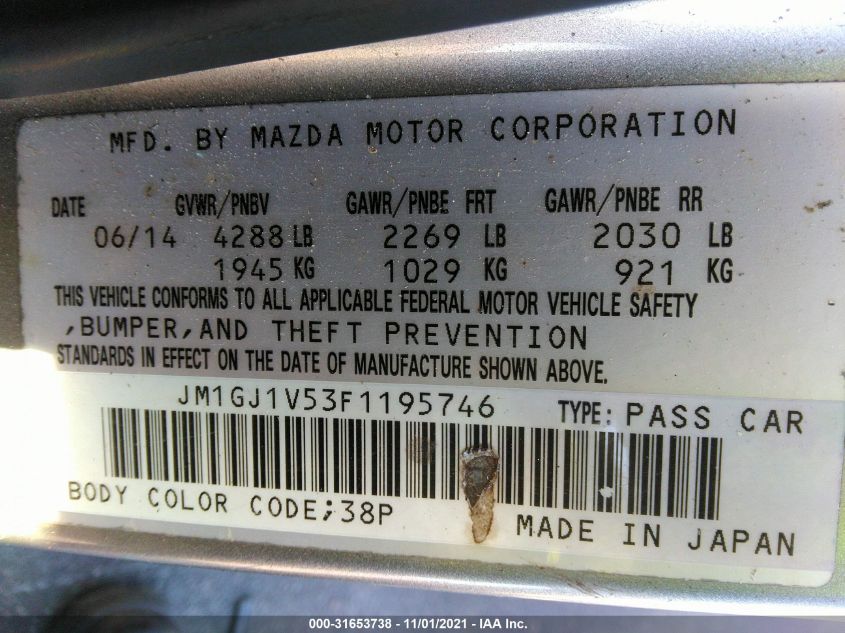 MFD. BY MAZDA MOTOR CORPORATION
DATE GVWR/PNBV GAWR/PNBE FRT GAWR/PNBE RR
06/14 4288 LB 2269 LB 2030 LB
1945 KG 1029 KG 921 KG
THIS VEHICLE CONFORMS TO ALL APPLICABLE FEDERAL MOTOR VEHICLE SAFETY
,BUMPER,AND THEFT PREVENTION
STANDARDS IN EFFECT ON THE DATE OF MANUFACTURE SHOWN ABOVE.
JM1GJ1V53F1195746 TYPE: PASS CAR
BODY COLOR CODE;38P
MADE IN JAPAN
000-31653738 - 11/01/2021 - IAA Inc.